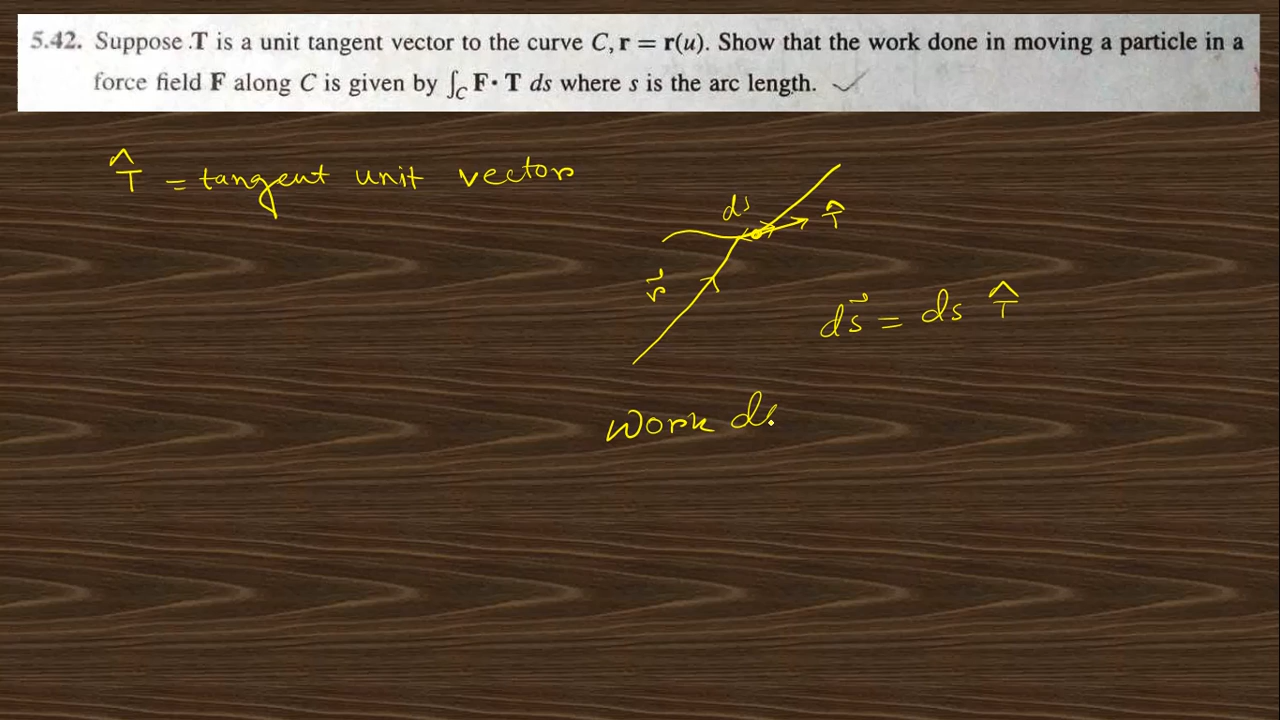 5.42. Suppose .T is a unit tangent vector to the curve C, r = r(u). Show that the work done in moving a particle in a
force field F along C is given by ∫_C F· T ds where s is the arc length.
T̂ = tangent unit vector
ds
T̂
r⃗
ds⃗ = ds T̂
Work do